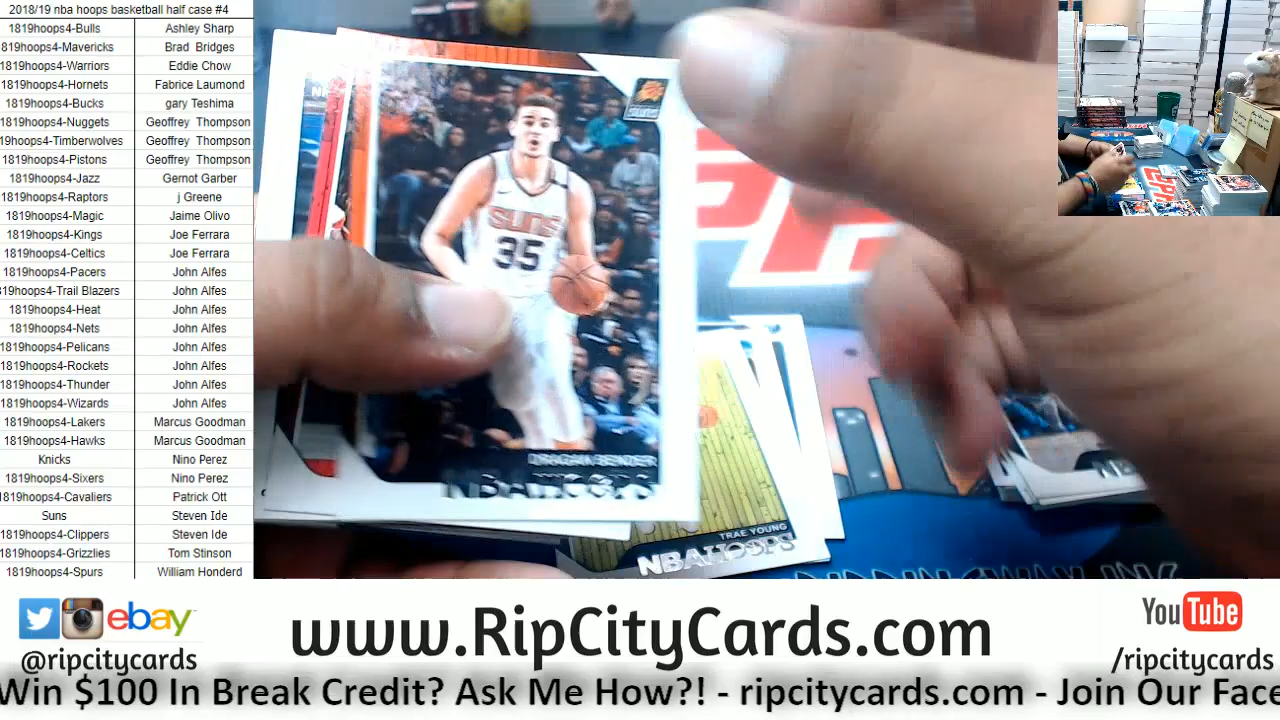 2018/19 nba hoops basketball half case #4
1819hoops4-Bulls Ashley Sharp
819hoops4-Mavericks Brad Bridges
1819hoops4-Warriors Eddie Chow
1819hoops4-Hornets Fabrice Laumond
1819hoops4-Bucks gary Teshima
1819hoops4-Nuggets Geoffrey Thompson
19hoops4-Timberwolves Geoffrey Thompson
1819hoops4-Pistons Geoffrey Thompson
1819hoops4-Jazz Gernot Garber
1819hoops4-Raptors j Greene
1819hoops4-Magic Jaime Olivo
1819hoops4-Kings Joe Ferrara
1819hoops4-Celtics Joe Ferrara
1819hoops4-Pacers John Alfes
19hoops4-Trail Blazers John Alfes
1819hoops4-Heat John Alfes
1819hoops4-Nets John Alfes
1819hoops4-Pelicans John Alfes
1819hoops4-Rockets John Alfes
1819hoops4-Thunder John Alfes
1819hoops4-Wizards John Alfes
1819hoops4-Lakers Marcus Goodman
1819hoops4-Hawks Marcus Goodman
Knicks Nino Perez
1819hoops4-Sixers Nino Perez
1819hoops4-Cavaliers Patrick Ott
Suns Steven Ide
1819hoops4-Clippers Steven Ide
1819hoops4-Grizzlies Tom Stinson
1819hoops4-Spurs William Honderd
SUNS
35
DRAGAN BENDER
NBA HOOPS
TRAE YOUNG
NBA HOOPS
ebay
@ripcitycards
www.RipCityCards.com
YouTube
/ripcitycards
Win $100 In Break Credit? Ask Me How?! - ripcitycards.com - Join Our Face